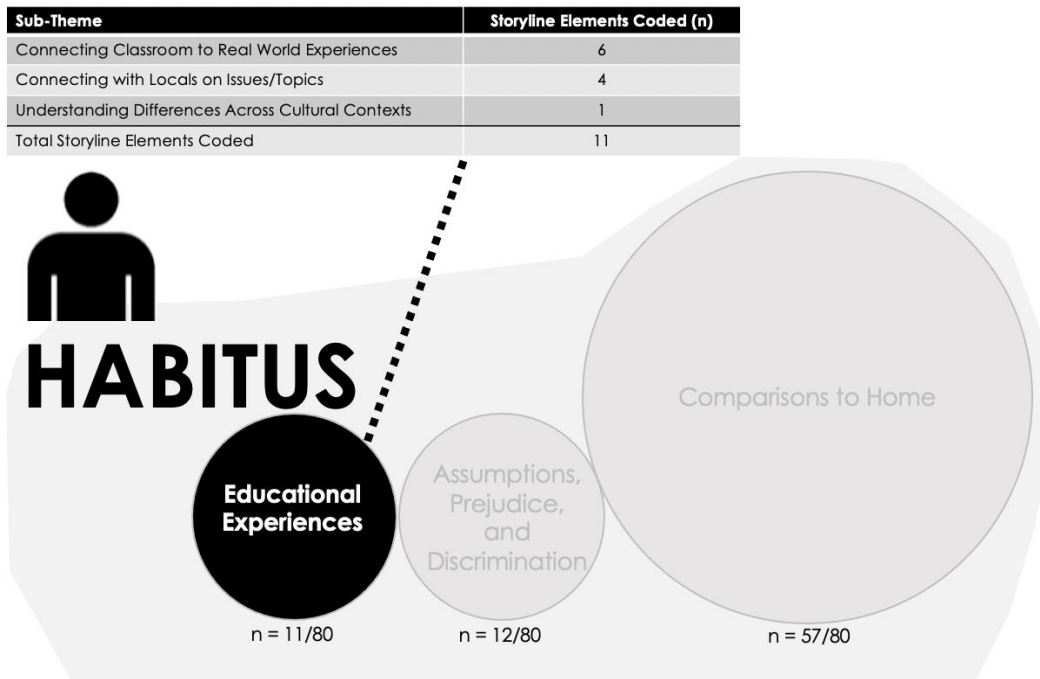 Sub-Theme Storyline Elements Coded (n)
Connecting Classroom to Real World Experiences 6
Connecting with Locals on Issues/Topics 4
Understanding Differences Across Cultural Contexts 1
Total Storyline Elements Coded 11
HABITUS
Educational
Experiences
n = 11/80
Assumptions,
Prejudice,
and
Discrimination
n = 12/80
Comparisons to Home
n = 57/80